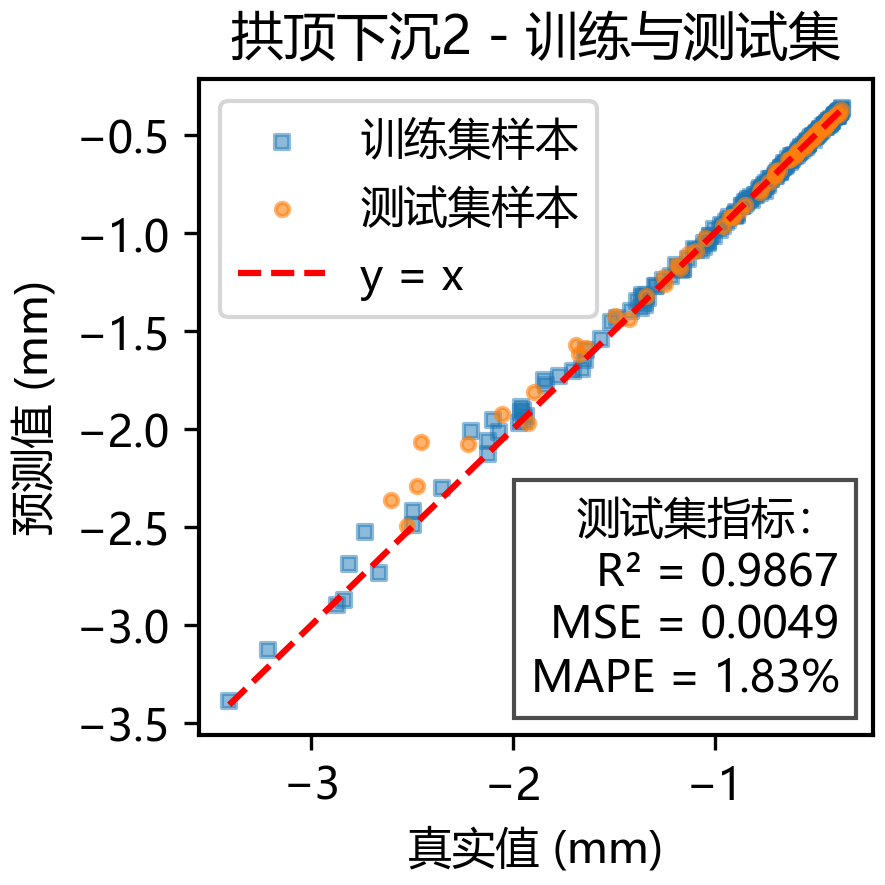 拱顶下沉2 - 训练与测试集
训练集样本
测试集样本
y = x
−0.5
−1.0
−1.5
−2.0
−2.5
−3.0
−3.5
预测值 (mm)
测试集指标：
R² = 0.9867
MSE = 0.0049
MAPE = 1.83%
−3
−2
−1
真实值 (mm)